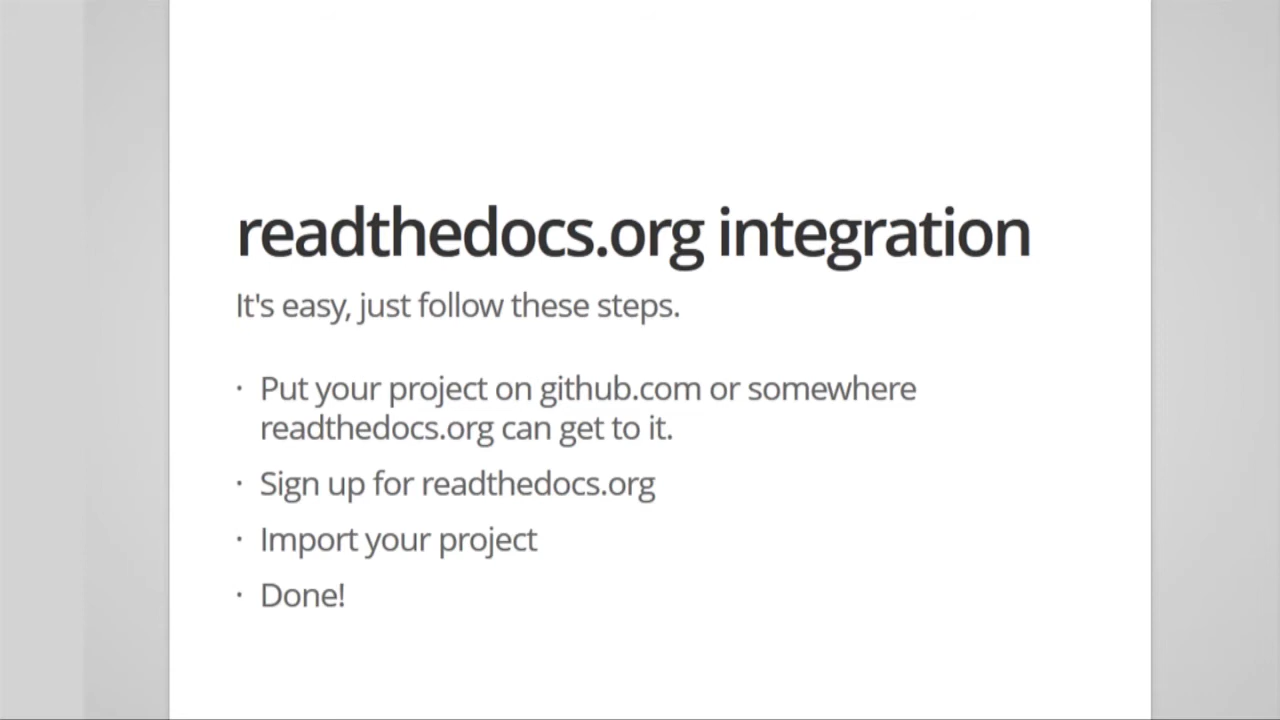 readthedocs.org integration
It's easy, just follow these steps.
· Put your project on github.com or somewhere
readthedocs.org can get to it.
· Sign up for readthedocs.org
· Import your project
· Done!